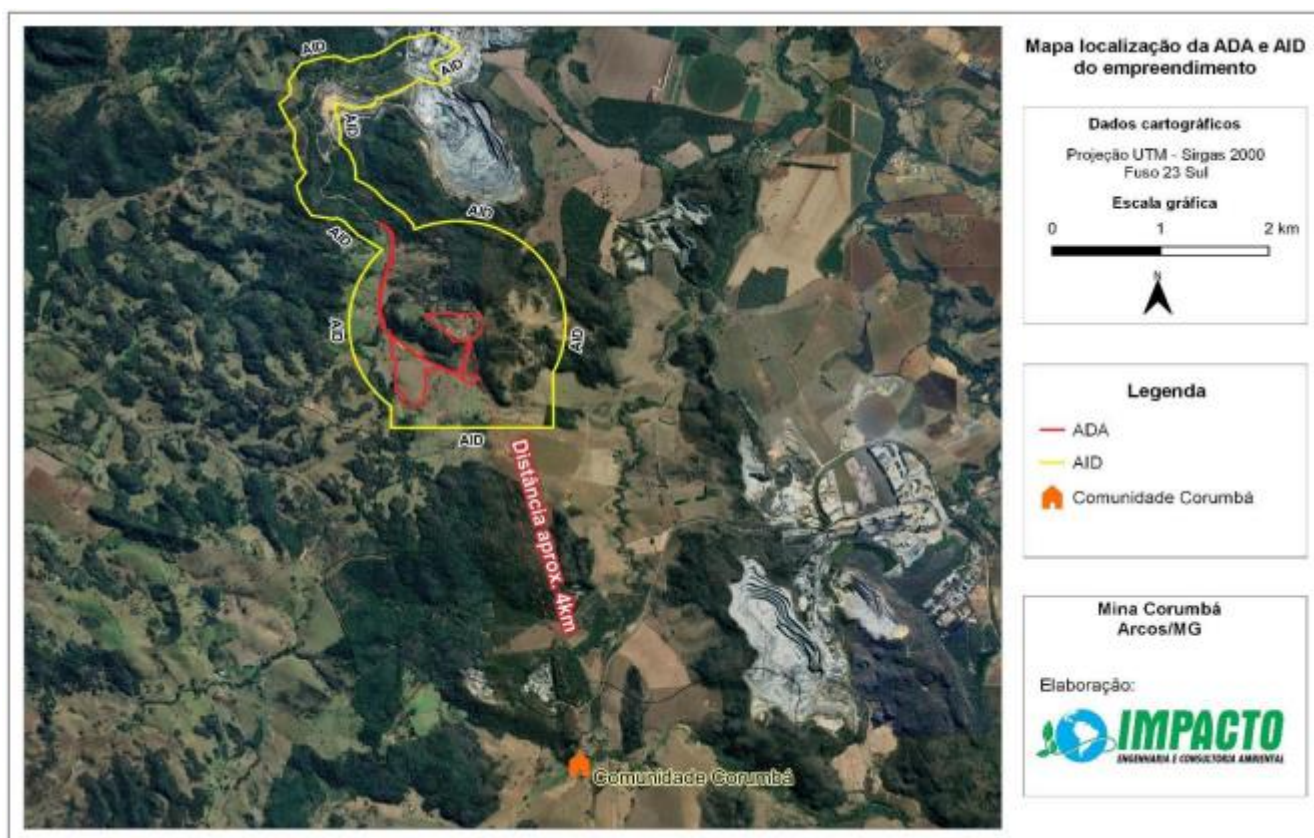 Mapa localização da ADA e AID
do empreendimento
Dados cartográficos
Projeção UTM - Sirgas 2000
Fuso 23 Sul
Escala gráfica
0 1 2 km
N
Legenda
ADA
AID
Comunidade Corumbá
Mina Corumbá
Arcos/MG
Elaboração:
IMPACTO
ENGENHARIA E CONSULTORIA AMBIENTAL
AID
AID
AID
AID
AID
AID
AID
AID
AID
AID
Distância aprox. 4km
Comunidade Corumbá